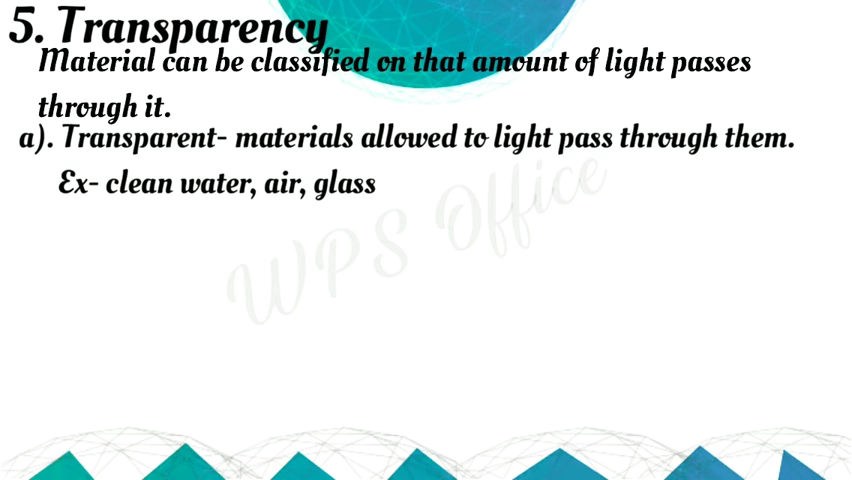 5. Transparency
Material can be classified on that amount of light passes
through it.
a). Transparent- materials allowed to light pass through them.
Ex- clean water, air, glass
WPS Office